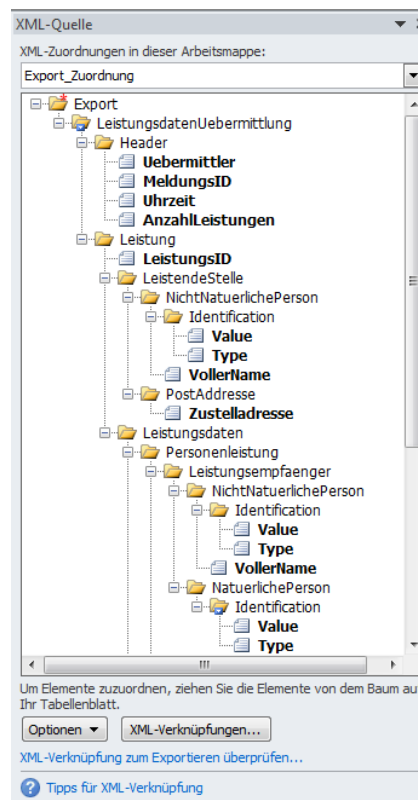 XML-Quelle
XML-Zuordnungen in dieser Arbeitsmappe:
Export_Zuordnung
Export
LeistungsdatenUebermittlung
Header
Uebermittler
MeldungsID
Uhrzeit
AnzahlLeistungen
Leistung
LeistungsID
LeistendeStelle
NichtNatuerlichePerson
Identification
Value
Type
VollerName
PostAddresse
Zustelladresse
Leistungsdaten
Personenleistung
Leistungsempfaenger
NichtNatuerlichePerson
Identification
Value
Type
VollerName
NatuerlichePerson
Identification
Value
Type
Um Elemente zuzuordnen, ziehen Sie die Elemente von dem Baum au
Ihr Tabellenblatt.
Optionen XML-Verknüpfungen...
XML-Verknüpfung zum Exportieren überprüfen...
Tipps für XML-Verknüpfung